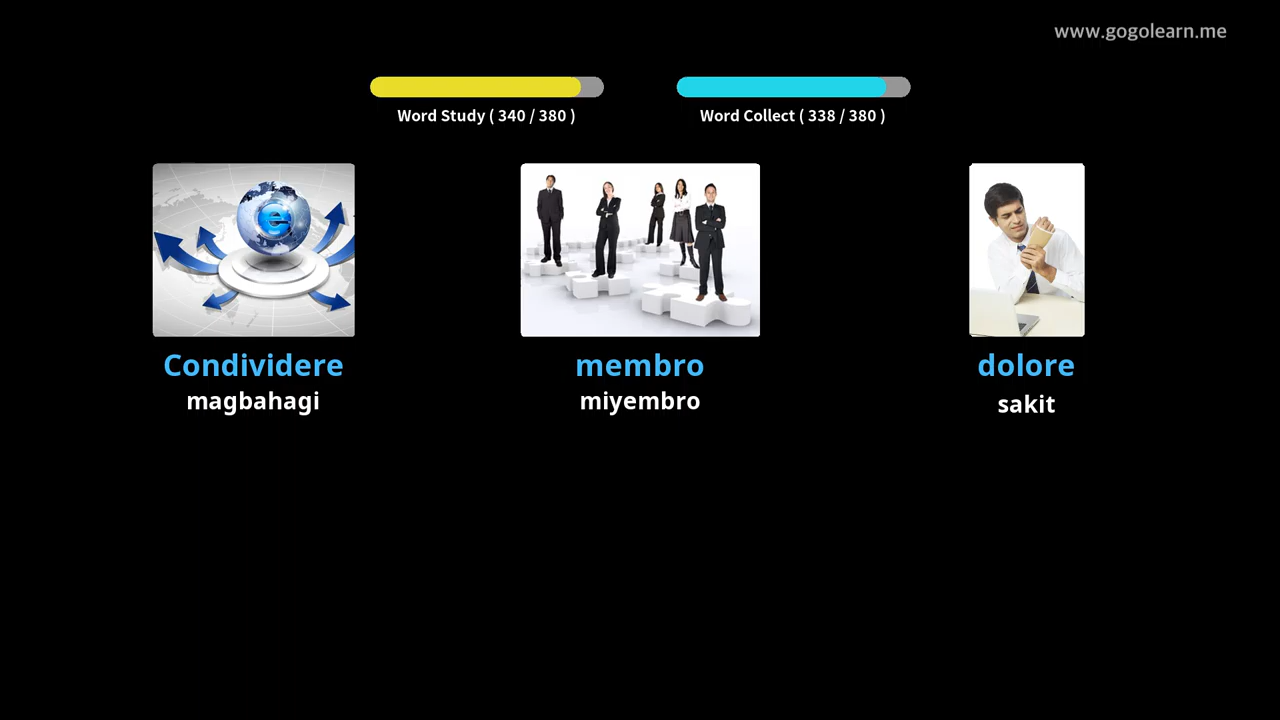 www.gogolearn.me
Word Study ( 340 / 380 )
Word Collect ( 338 / 380 )
e
Condividere
magbahagi
membro
miyembro
dolore
sakit